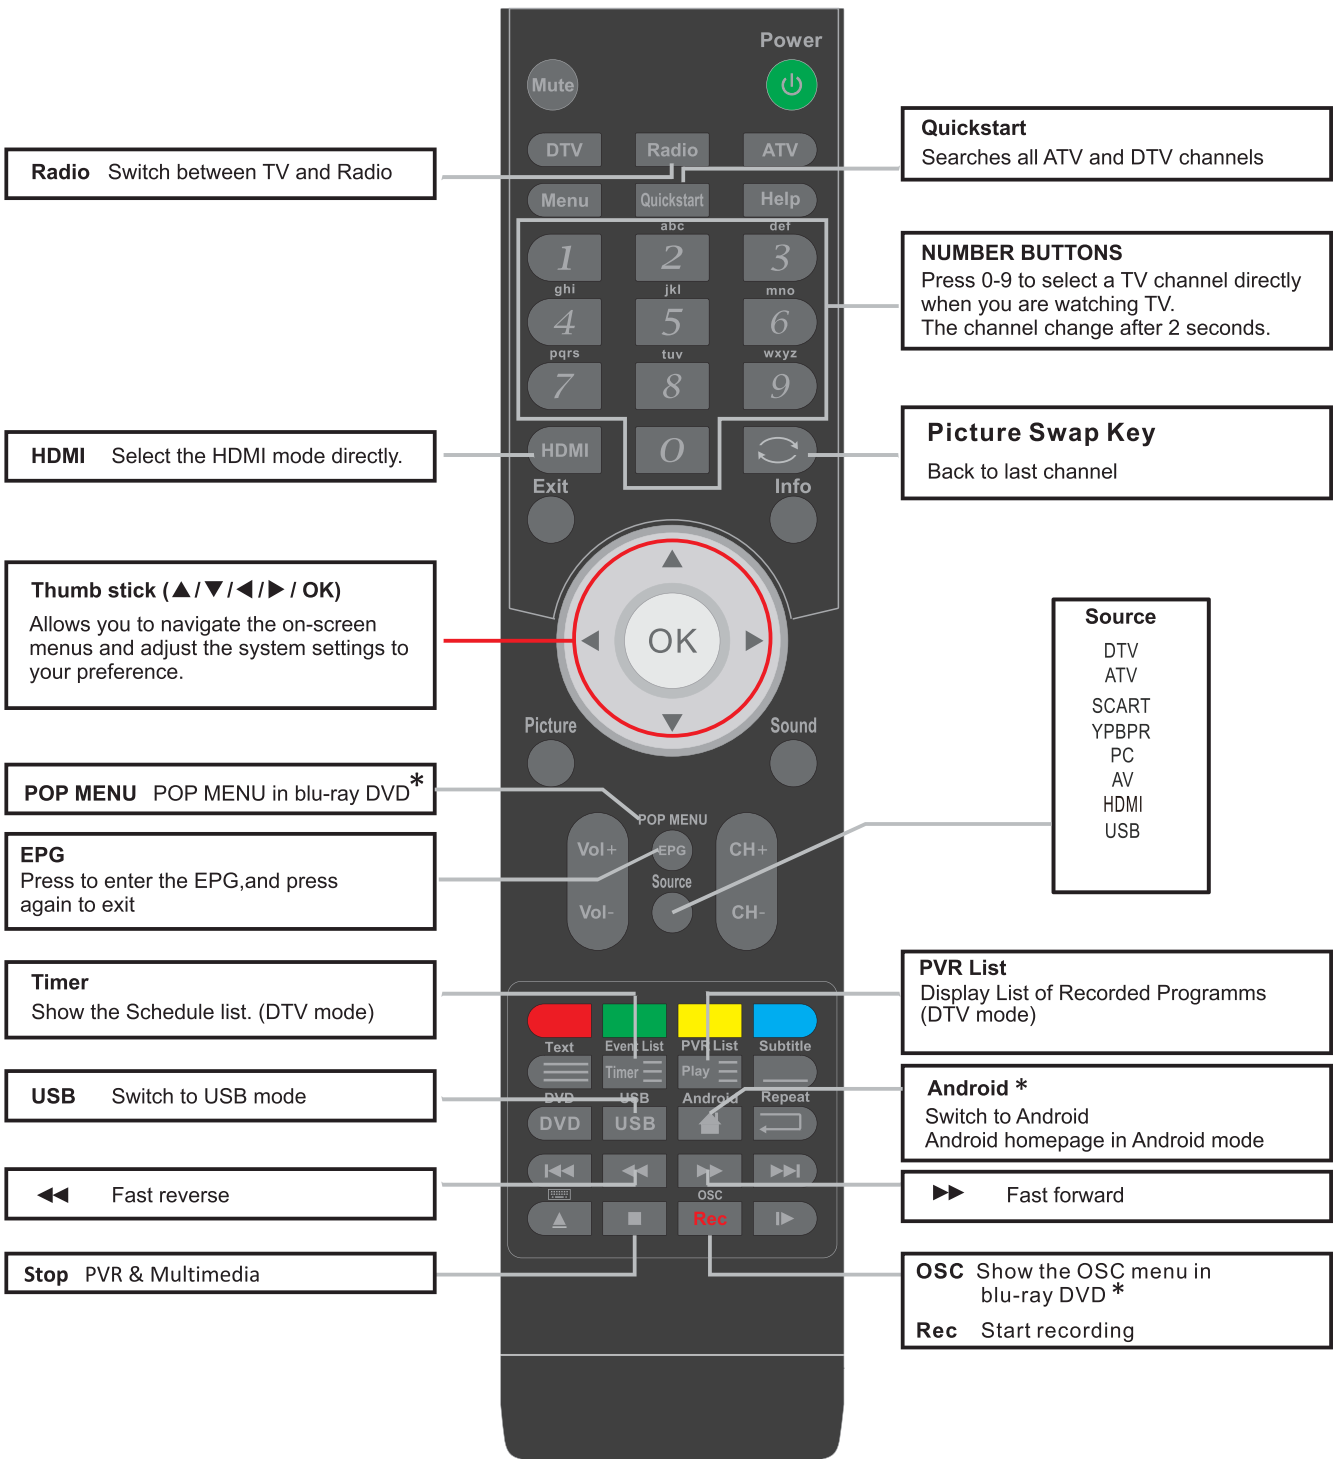 Power
Mute
DTV
Radio
ATV
Menu
Quickstart
Help
abc
def
1
2
3
ghi
jkl
mno
4
5
6
pqrs
tuv
wxyz
7
8
9
HDMI
0
Exit
Info
OK
Picture
Sound
POP MENU
Vol+
EPG
CH+
Source
Vol-
CH-
Text
Event List
PVR List
Subtitle
Timer
Play
DVD
USB
Android
Repeat
DVD
USB
OSC
Rec
Radio Switch between TV and Radio
HDMI Select the HDMI mode directly.
Thumb stick (▲/▼/◀/▶ / OK)
Allows you to navigate the on-screen
menus and adjust the system settings to
your preference.
POP MENU POP MENU in blu-ray DVD*
EPG
Press to enter the EPG,and press
again to exit
Timer
Show the Schedule list. (DTV mode)
USB Switch to USB mode
◀◀ Fast reverse
Stop PVR & Multimedia
Quickstart
Searches all ATV and DTV channels
NUMBER BUTTONS
Press 0-9 to select a TV channel directly
when you are watching TV.
The channel change after 2 seconds.
Picture Swap Key
Back to last channel
Source
DTV
ATV
SCART
YPBPR
PC
AV
HDMI
USB
PVR List
Display List of Recorded Programms
(DTV mode)
Android *
Switch to Android
Android homepage in Android mode
▶▶ Fast forward
OSC Show the OSC menu in
blu-ray DVD *
Rec Start recording